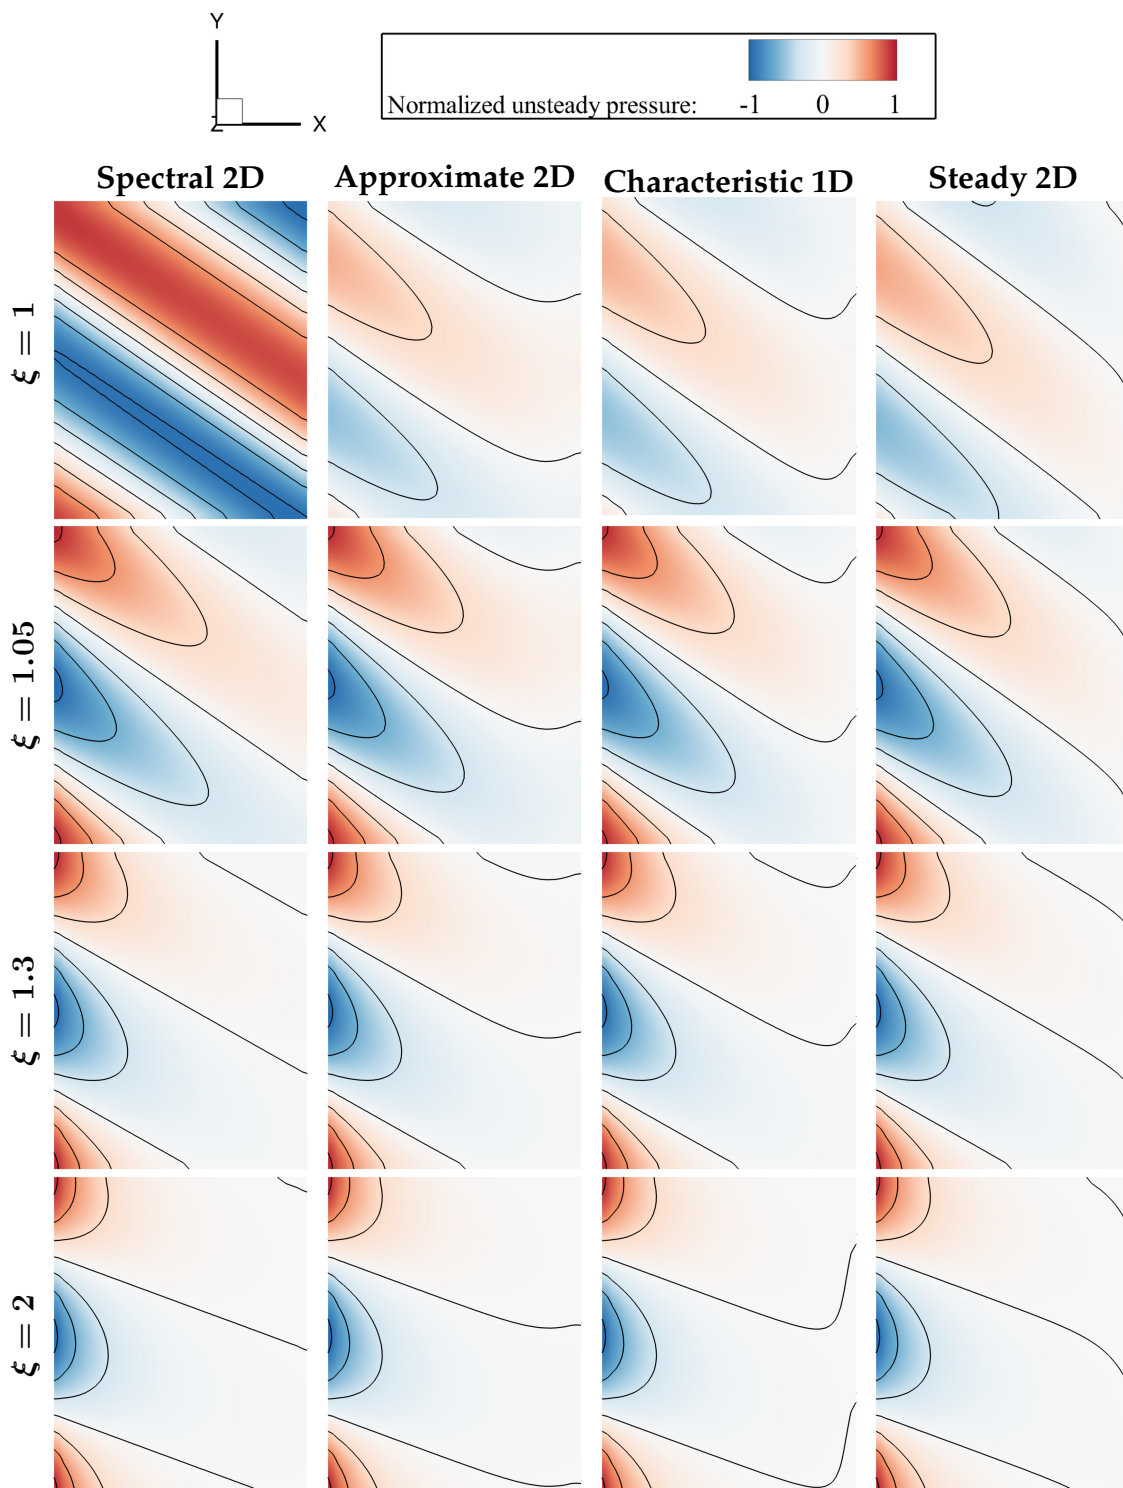 Y
Z
X
Normalized unsteady pressure: -1 0 1
Spectral 2D Approximate 2D Characteristic 1D Steady 2D
ξ = 1
ξ = 1.05
ξ = 1.3
ξ = 2